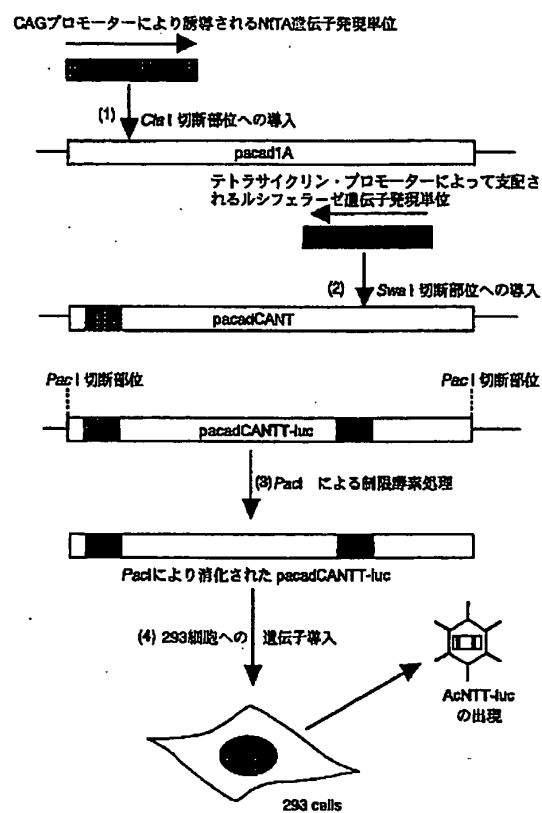 CAGプロモーターにより誘導されるNtTA遺伝子発現単位
(1) Cla I 切断部位への導入
pacad1A
テトラサイクリン・プロモーターによって支配さ
れるルシフェラーゼ遺伝子発現単位
(2) Swa I 切断部位への導入
pacadCANT
Pac I 切断部位
Pac I 切断部位
pacadCANTT-luc
(3) PacI による制限酵素処理
PacIにより消化された pacadCANTT-luc
(4) 293細胞への 遺伝子導入
AcNTT-luc
の出現
293 cells